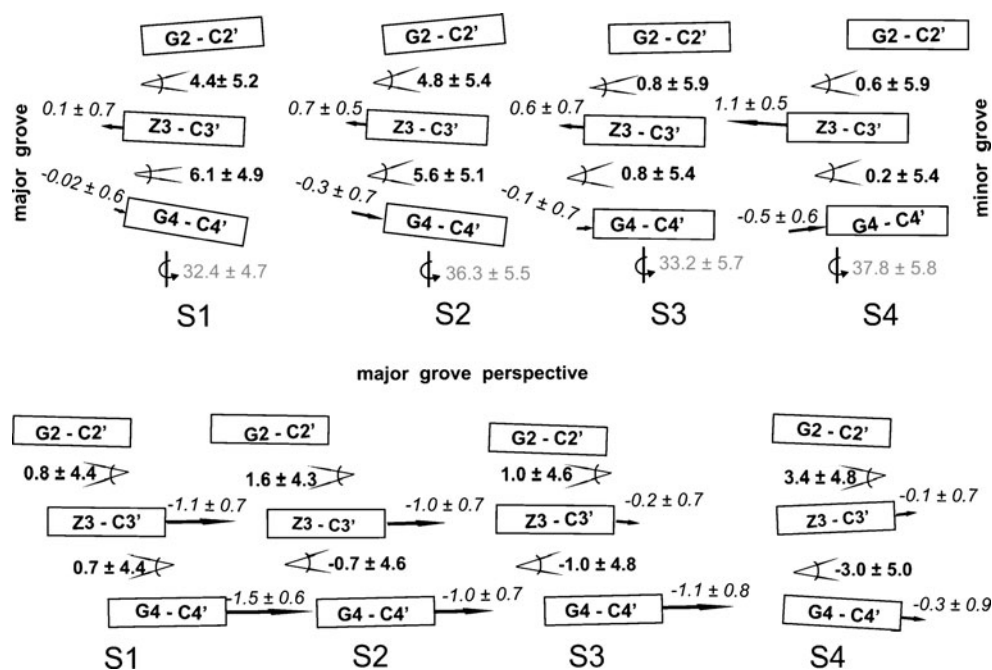 G2 - C2' G2 - C2' G2 - C2' G2 - C2'
4.4± 5.2 4.8 ± 5.4 0.8 ± 5.9 0.6 ± 5.9
0.1 ± 0.7 0.7 ± 0.5 0.6 ± 0.7 1.1 ± 0.5
major grove Z3 - C3' Z3 - C3' Z3 - C3' Z3 - C3' minor grove
6.1 ± 4.9 5.6 ± 5.1 0.8 ± 5.4 0.2 ± 5.4
-0.02 ± 0.6 -0.3 ± 0.7 -0.1 ± 0.7 -0.5 ± 0.6
G4 - C4' G4 - C4' G4 - C4' G4 - C4'
32.4 ± 4.7 36.3 ± 5.5 33.2 ± 5.7 37.8 ± 5.8
S1 S2 S3 S4
major grove perspective
G2 - C2' G2 - C2' G2 - C2' G2 - C2'
0.8 ± 4.4 1.6 ± 4.3 1.0 ± 4.6 3.4 ± 4.8
-1.1 ± 0.7 -1.0 ± 0.7 -0.2 ± 0.7 -0.1 ± 0.7
Z3 - C3' Z3 - C3' Z3 - C3' Z3 - C3'
0.7 ± 4.4 -0.7 ± 4.6 -1.0 ± 4.8 -3.0 ± 5.0
-1.5 ± 0.6 -1.0 ± 0.7 -1.1 ± 0.8 -0.3 ± 0.9
G4 - C4' G4 - C4' G4 - C4' G4 - C4'
S1 S2 S3 S4